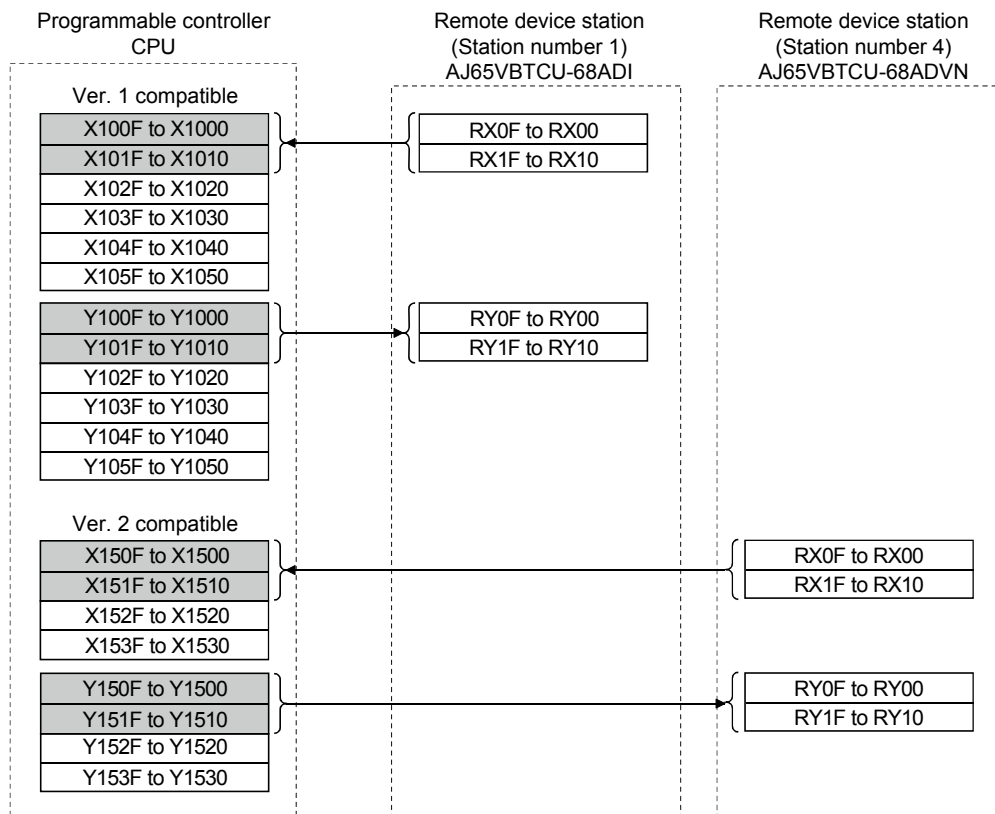 Programmable controller
CPU
Remote device station
(Station number 1)
AJ65VBTCU-68ADI
Remote device station
(Station number 4)
AJ65VBTCU-68ADVN
Ver. 1 compatible
X100F to X1000
X101F to X1010
X102F to X1020
X103F to X1030
X104F to X1040
X105F to X1050
RX0F to RX00
RX1F to RX10
Y100F to Y1000
Y101F to Y1010
Y102F to Y1020
Y103F to Y1030
Y104F to Y1040
Y105F to Y1050
RY0F to RY00
RY1F to RY10
Ver. 2 compatible
X150F to X1500
X151F to X1510
X152F to X1520
X153F to X1530
RX0F to RX00
RX1F to RX10
Y150F to Y1500
Y151F to Y1510
Y152F to Y1520
Y153F to Y1530
RY0F to RY00
RY1F to RY10